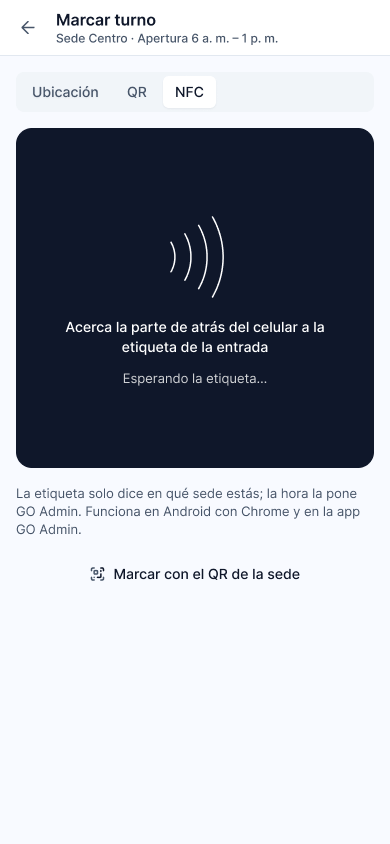 Marcar turno
Sede Centro · Apertura 6 a. m. – 1 p. m.
Ubicación
QR
NFC
Acerca la parte de atrás del celular a la
etiqueta de la entrada
Esperando la etiqueta…
La etiqueta solo dice en qué sede estás; la hora la pone
GO Admin. Funciona en Android con Chrome y en la app
GO Admin.
Marcar con el QR de la sede